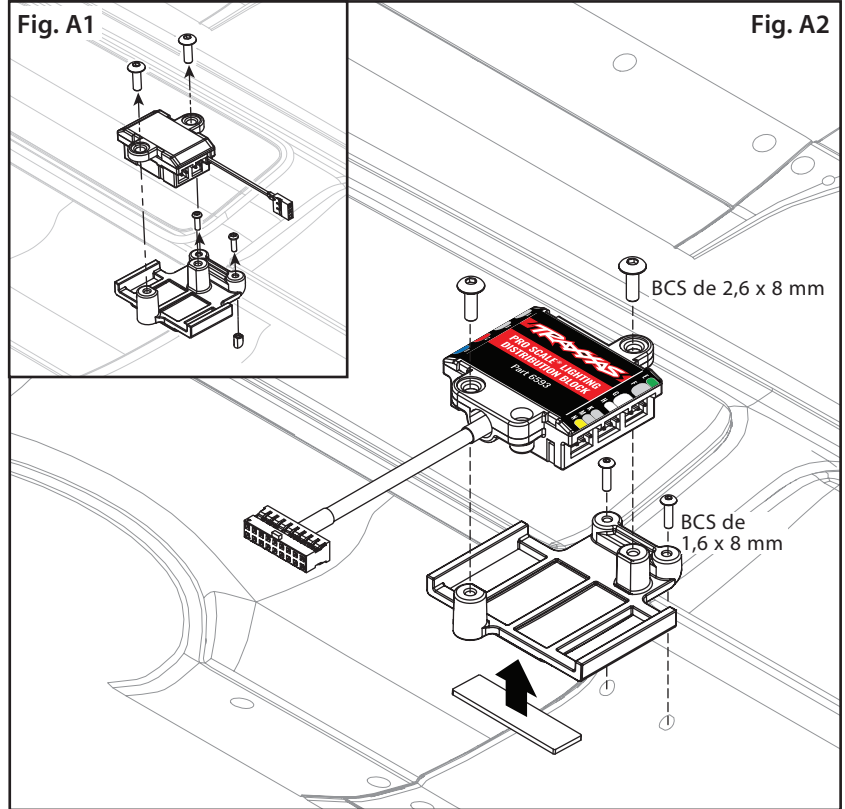 Fig. A1
Fig. A2
BCS de 2,6 x 8 mm
TRAXXAS
PRO SCALE® LIGHTING
DISTRIBUTION BLOCK
Part 6593
BCS de
1,6 x 8 mm